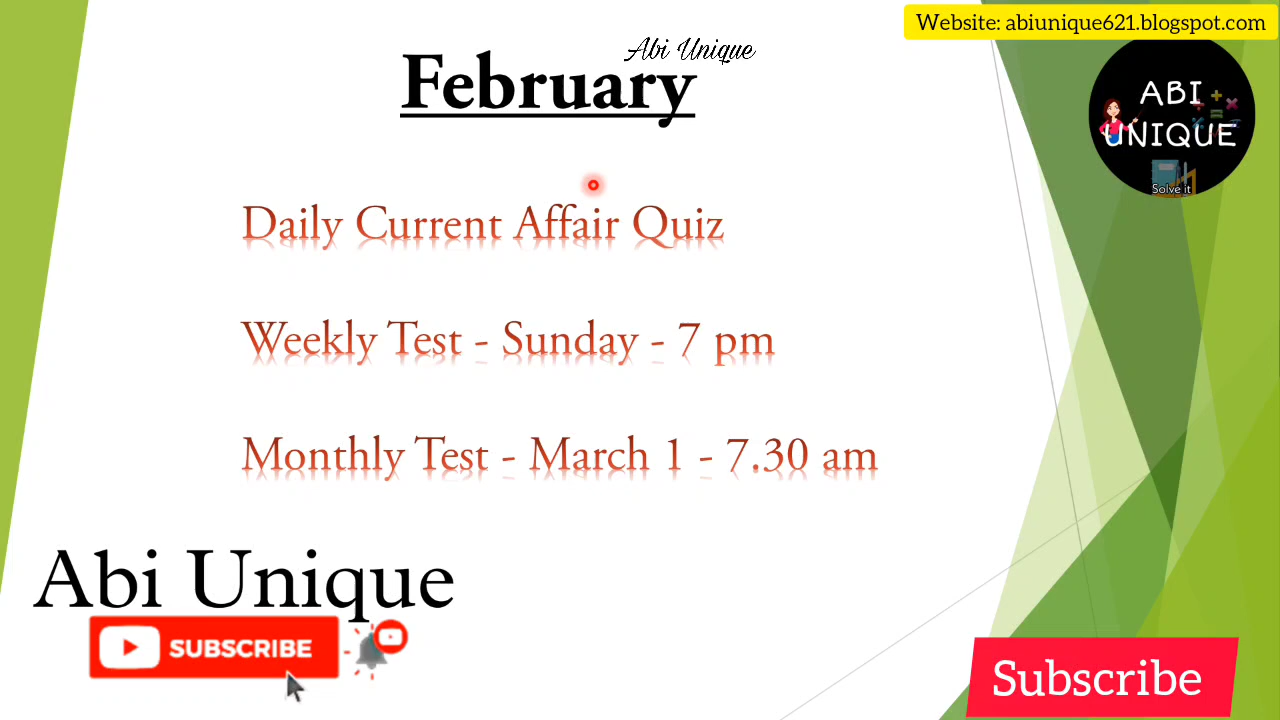 Website: abiunique621.blogspot.com
Abi Unique
February
ABI
UNIQUE
Solve it
Daily Current Affair Quiz
Weekly Test - Sunday - 7 pm
Monthly Test - March 1 - 7.30 am
Abi Unique
SUBSCRIBE
Subscribe